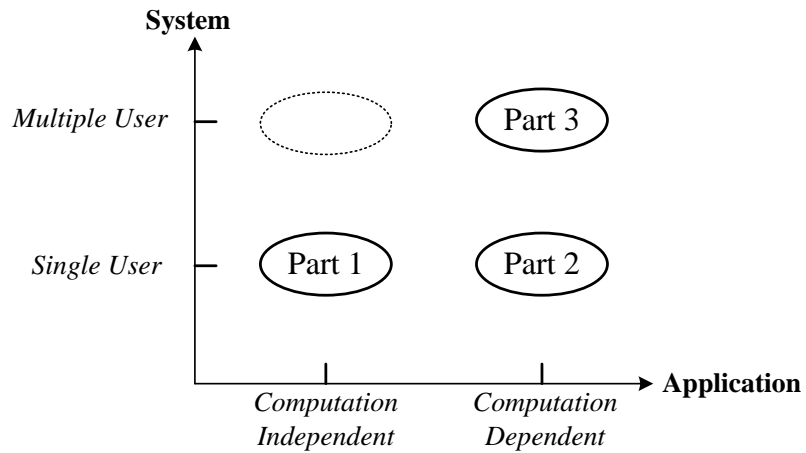 System
Multiple User
Part 3
Single User
Part 1
Part 2
Application
Computation
Independent
Computation
Dependent